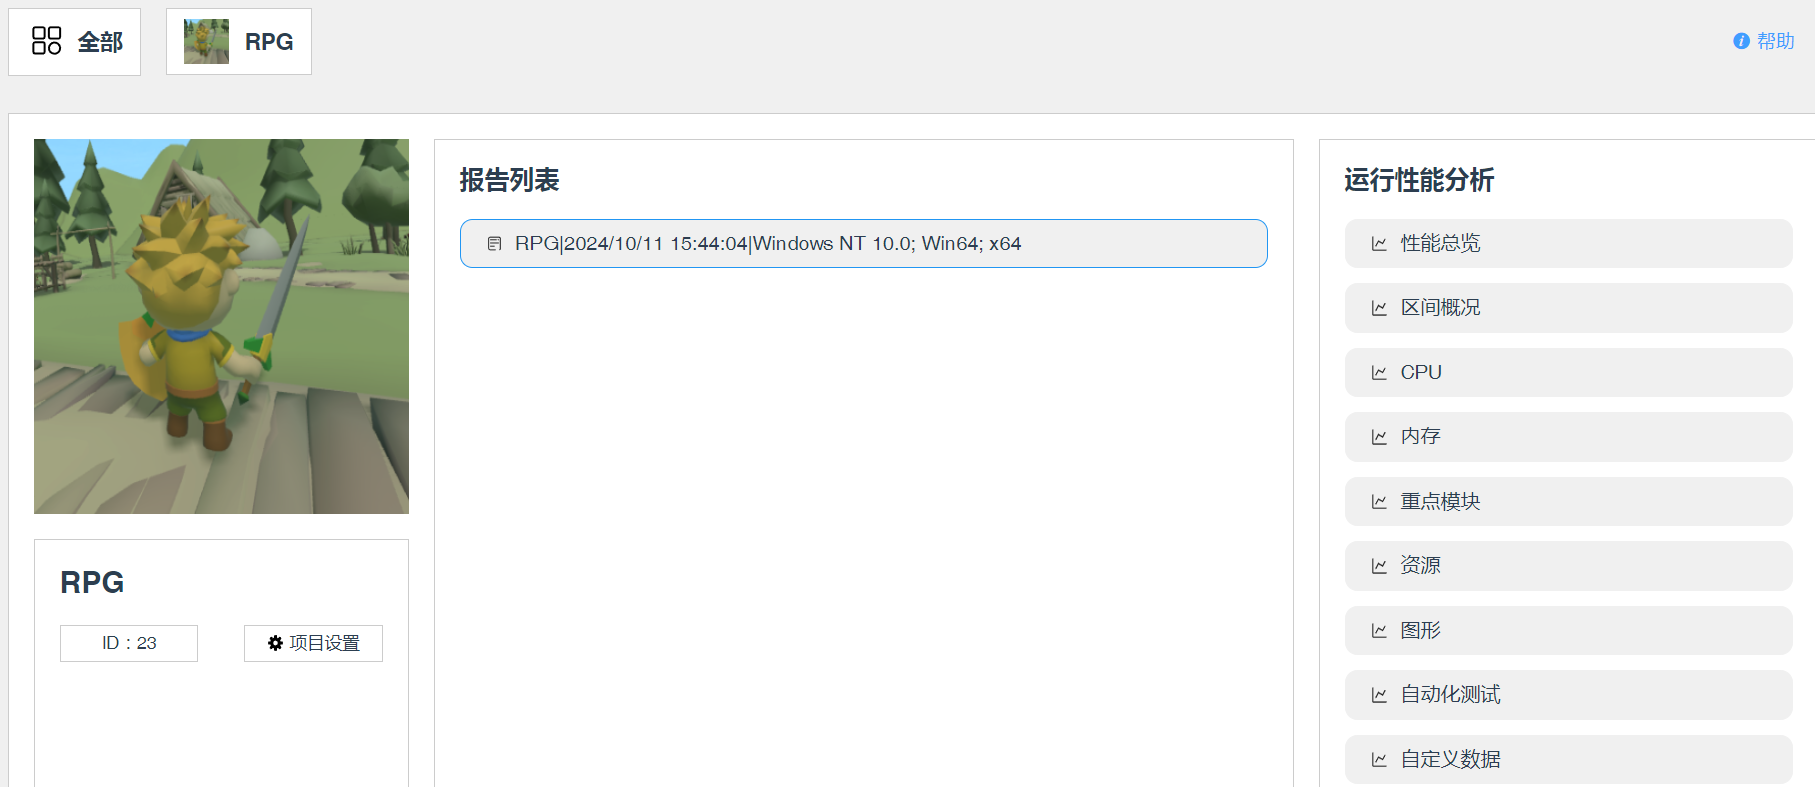 全部
RPG
帮助
RPG
ID：23
项目设置
报告列表
RPG|2024/10/11 15:44:04|Windows NT 10.0; Win64; x64
运行性能分析
性能总览
区间概况
CPU
内存
重点模块
资源
图形
自动化测试
自定义数据